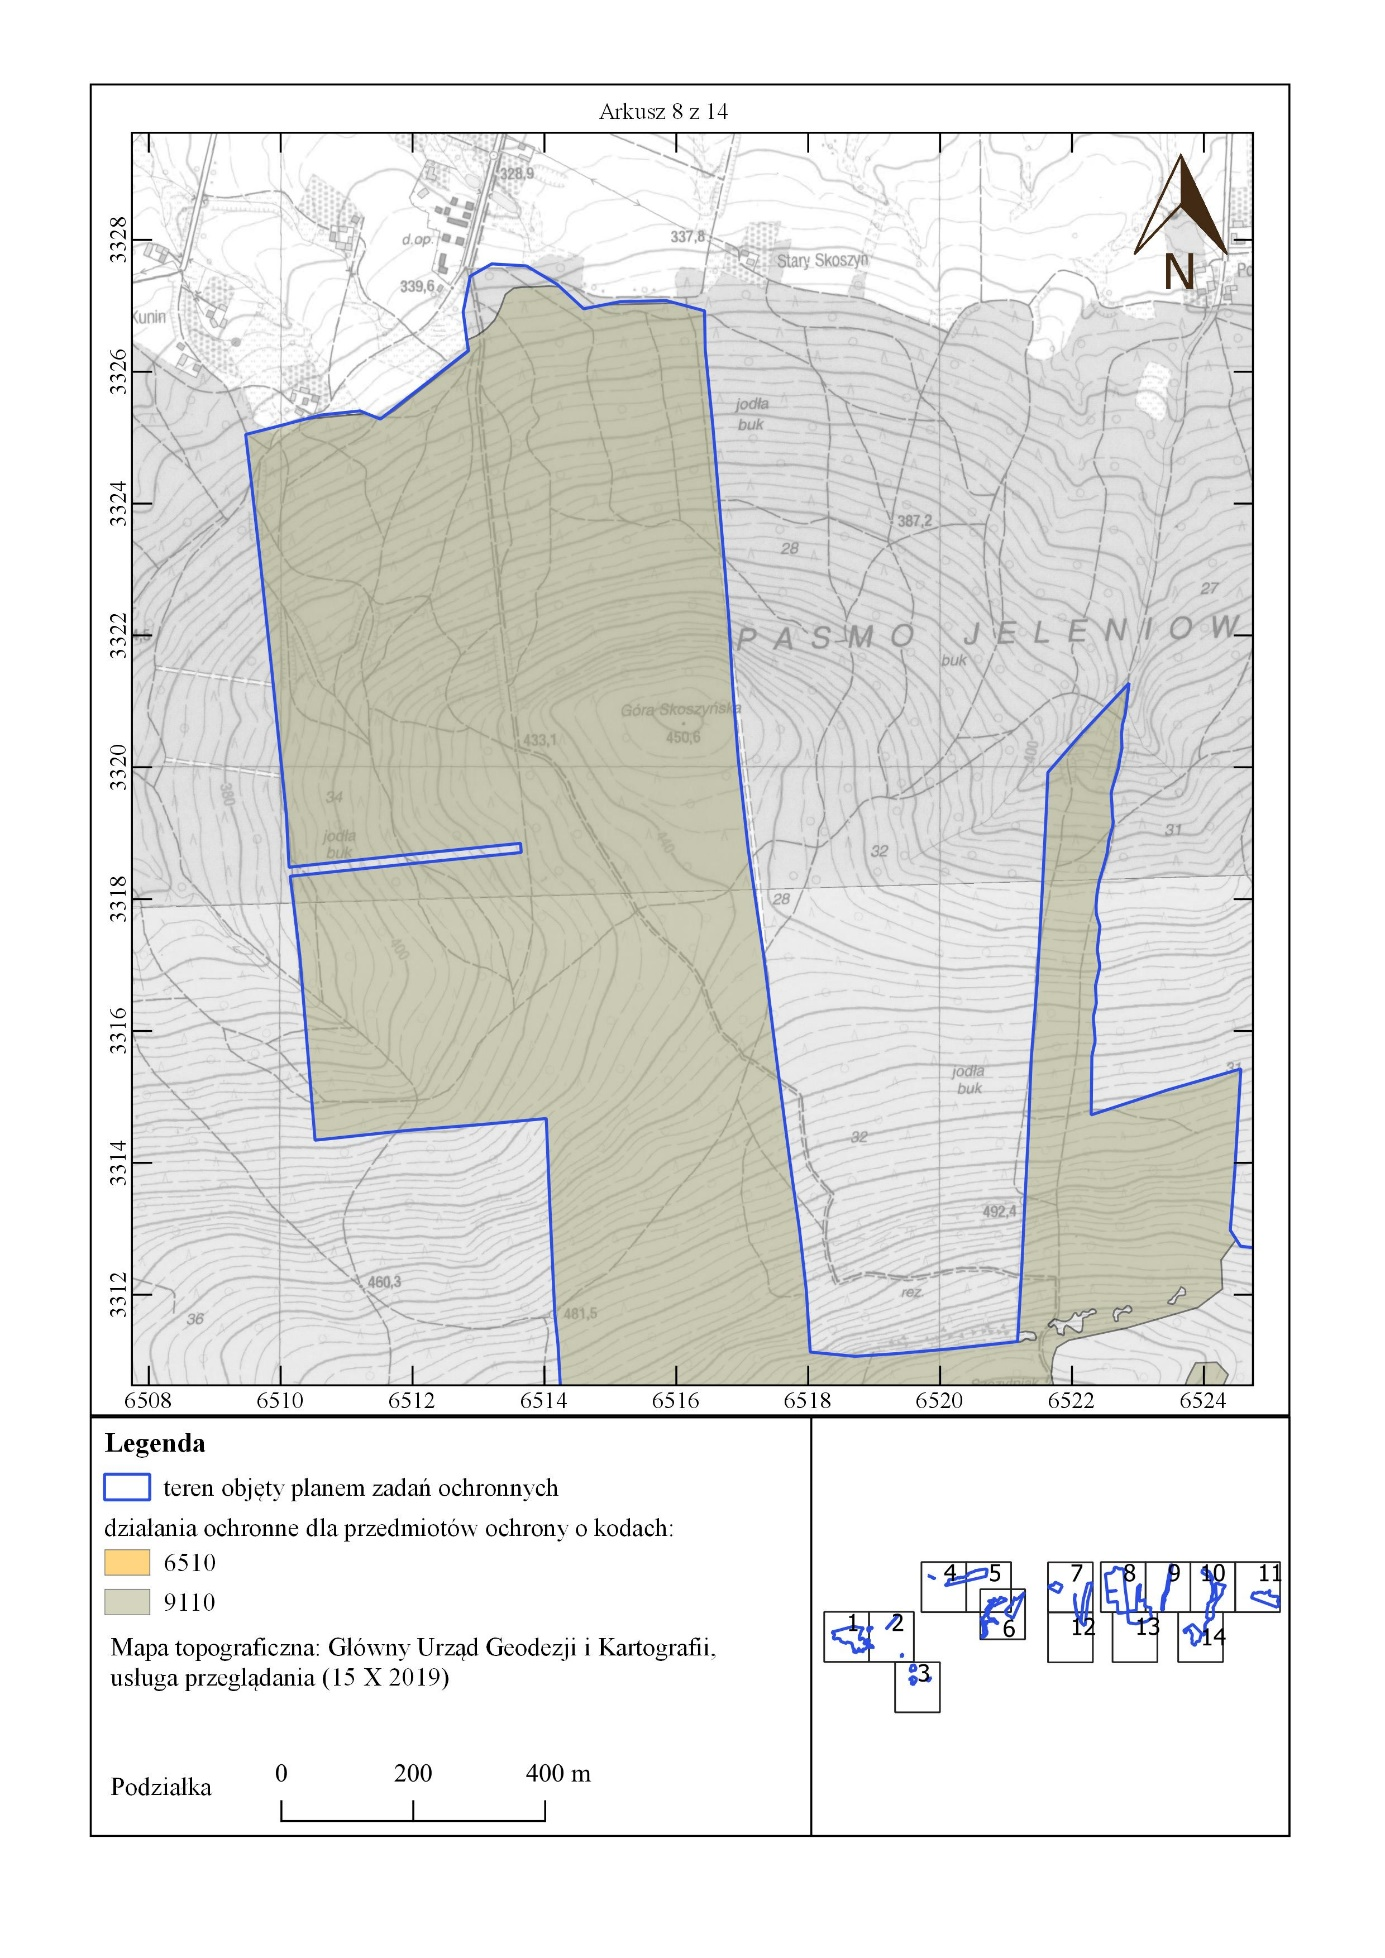 Arkusz 8 z 14
328,9
d.op.
337,8
Stary Skoszyn
339,6
Kunin
Po
N
jodła
buk
387,2
28
27
PASMO JELENIOW
buk
Góra Skoszyńska
450,6
433,1
400
380
34
jodła
buk
440
31
32
28
400
31
jodła
buk
32
492,4
460,3
rez.
36
481,5
3328
3326
3324
3322
3320
3318
3316
3314
3312
6508 6510 6512 6514 6516 6518 6520 6522 6524
Legenda
teren objęty planem zadań ochronnych
działania ochronne dla przedmiotów ochrony o kodach:
6510
9110
Mapa topograficzna: Główny Urząd Geodezji i Kartografii,
usługa przeglądania (15 X 2019)
Podziałka
0 200 400 m
4 5 7 8 9 10 11
1 2 6 12 13 14
3